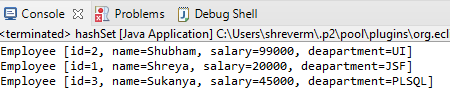 Console Problems Debug Shell
<terminated> hashSet [Java Application] C:\Users\shreverm\.p2\pool\plugins\org.ecl
Employee [id=2, name=Shubham, salary=99000, deapartment=UI]
Employee [id=1, name=Shreya, salary=20000, deapartment=JSF]
Employee [id=3, name=Sukanya, salary=45000, deapartment=PLSQL]